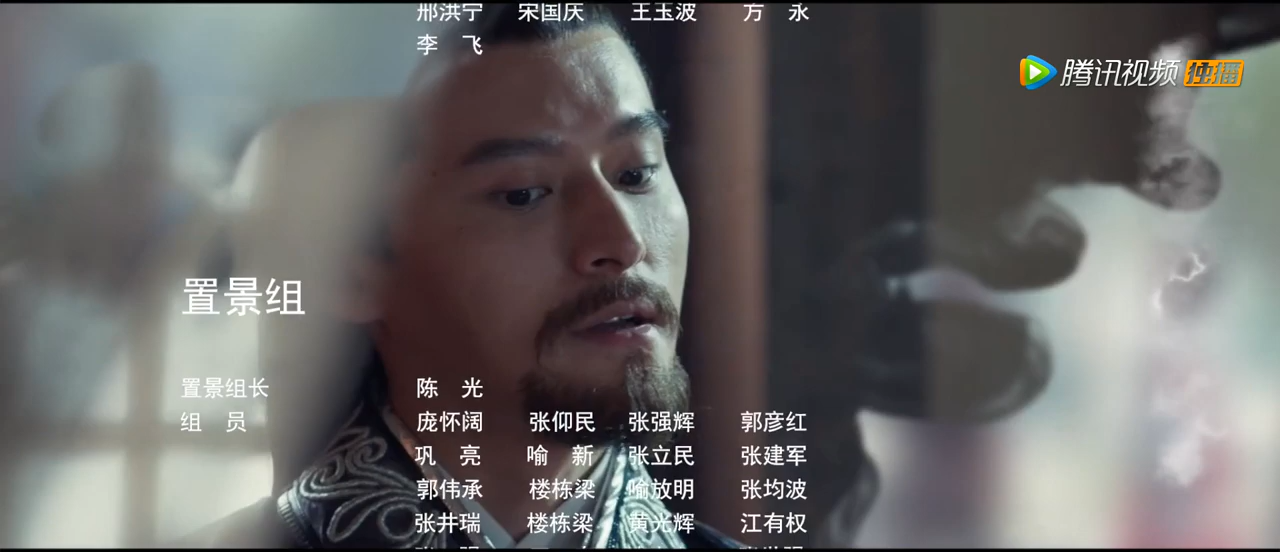 邢洪宁 宋国庆 王玉波 方 永
李 飞
腾讯视频 独播
置景组
置景组长 陈 光
组 员 庞怀阔 张仰民 张强辉 郭彦红
巩 亮 喻 新 张立民 张建军
郭伟承 楼栋梁 喻放明 张均波
张井瑞 楼栋梁 黄光辉 江有权